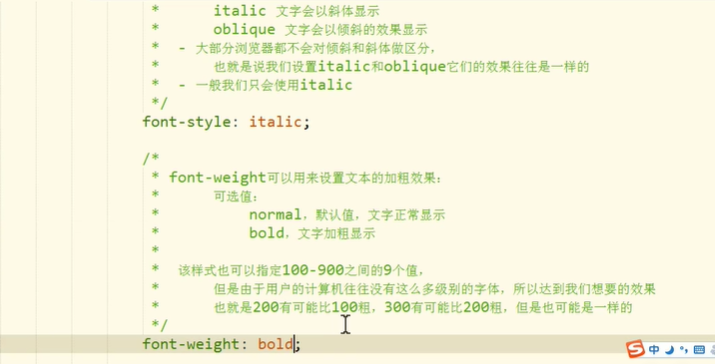 *      italic 文字会以斜体显示
*      oblique 文字会以倾斜的效果显示
*  - 大部分浏览器都不会对倾斜和斜体做区分,
*      也就是说我们设置italic和oblique它们的效果往往是一样的
*  - 一般我们只会使用italic
*/
font-style: italic;
/*
* font-weight可以用来设置文本的加粗效果:
*      可选值:
*          normal, 默认值, 文字正常显示
*          bold, 文字加粗显示
*
*  该样式也可以指定100-900之间的9个值,
*      但是由于用户的计算机往往没有这么多级别的字体, 所以达到我们想要的效果
*      也就是200有可能比100粗, 300有可能比200粗, 但是也可能是一样的
*/
font-weight: bold;
S 中